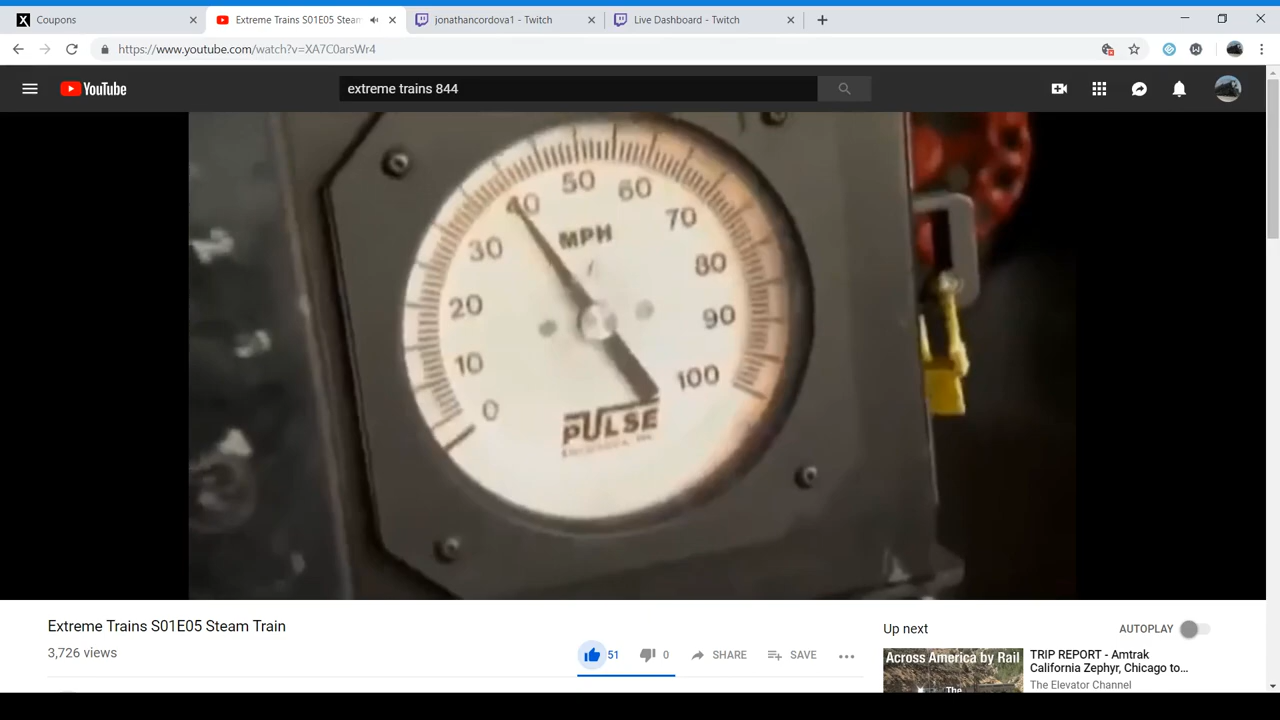 Coupons
Extreme Trains S01E05 Steam
jonathancordova1 - Twitch
Live Dashboard - Twitch
https://www.youtube.com/watch?v=XA7C0arsWr4
YouTube
extreme trains 844
50
60
40
MPH
70
30
80
20
90
10
100
0
PULSE
Extreme Trains S01E05 Steam Train
3,726 views
51
0
SHARE
SAVE
Up next
AUTOPLAY
Across America by Rail
The
TRIP REPORT - Amtrak
California Zephyr, Chicago to...
The Elevator Channel